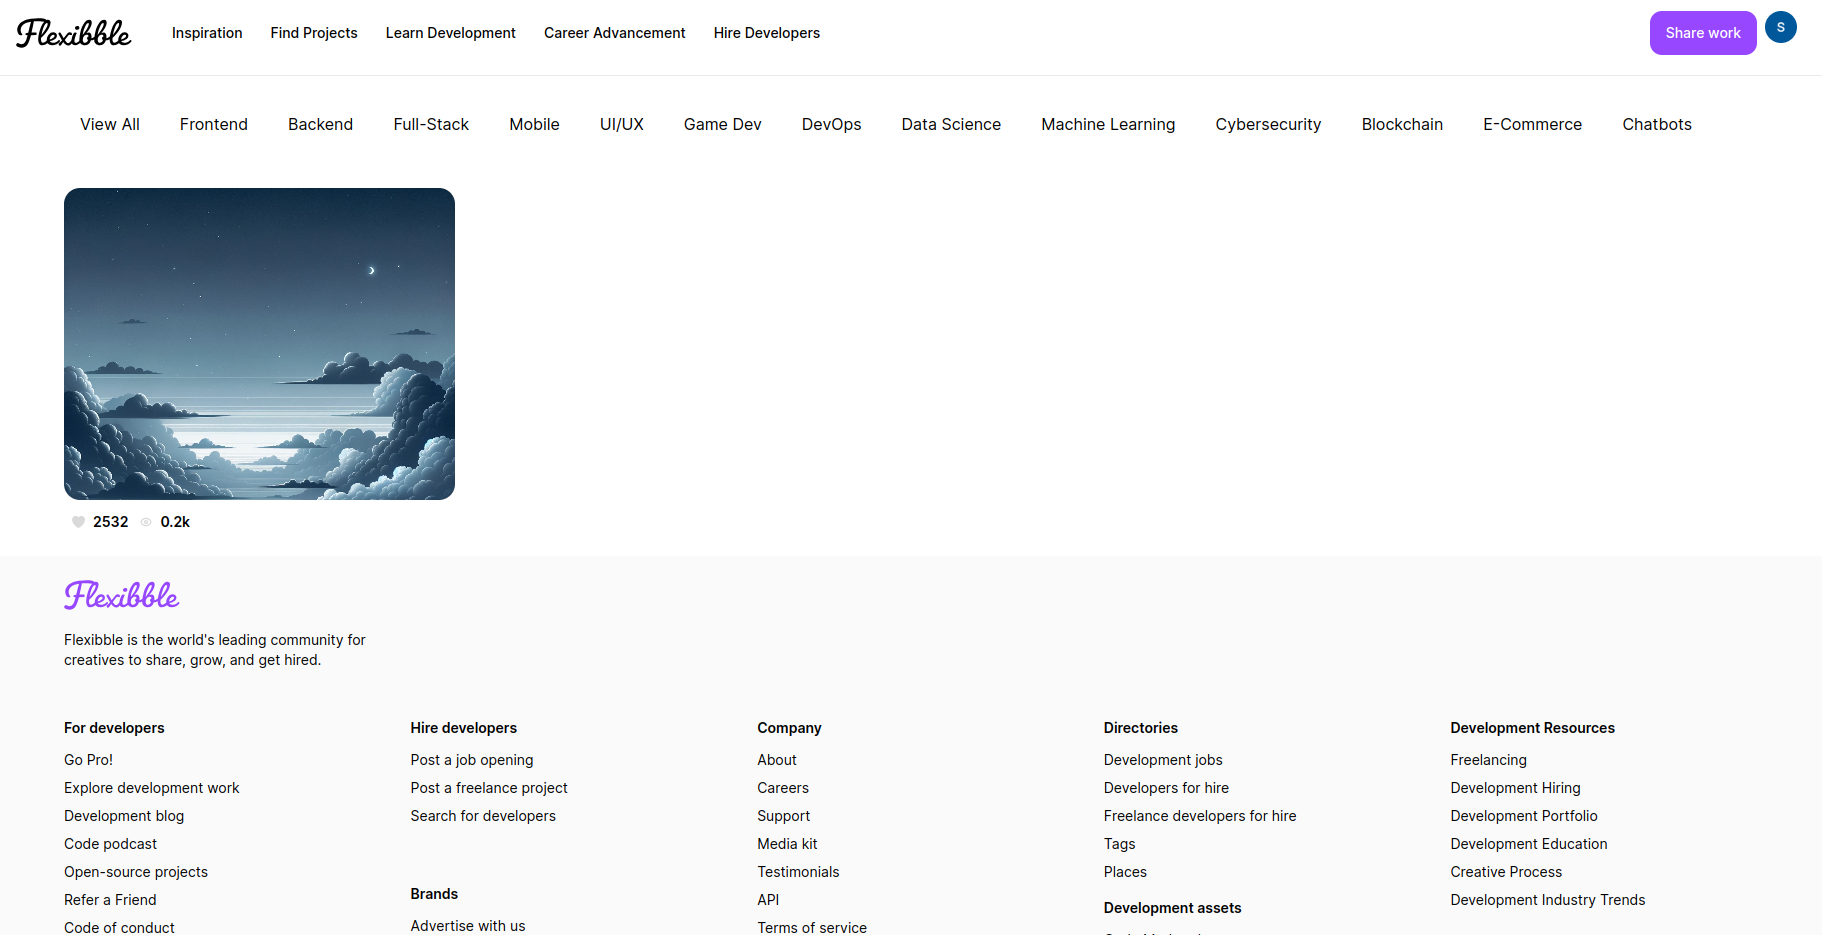 Flexibble Inspiration Find Projects Learn Development Career Advancement Hire Developers Share work S
View All Frontend Backend Full-Stack Mobile UI/UX Game Dev DevOps Data Science Machine Learning Cybersecurity Blockchain E-Commerce Chatbots
2532 0.2k
Flexibble
Flexibble is the world's leading community for
creatives to share, grow, and get hired.
For developers
Go Pro!
Explore development work
Development blog
Code podcast
Open-source projects
Refer a Friend
Code of conduct
Hire developers
Post a job opening
Post a freelance project
Search for developers
Brands
Advertise with us
Company
About
Careers
Support
Media kit
Testimonials
API
Terms of service
Directories
Development jobs
Developers for hire
Freelance developers for hire
Tags
Places
Development assets
Development Resources
Freelancing
Development Hiring
Development Portfolio
Development Education
Creative Process
Development Industry Trends